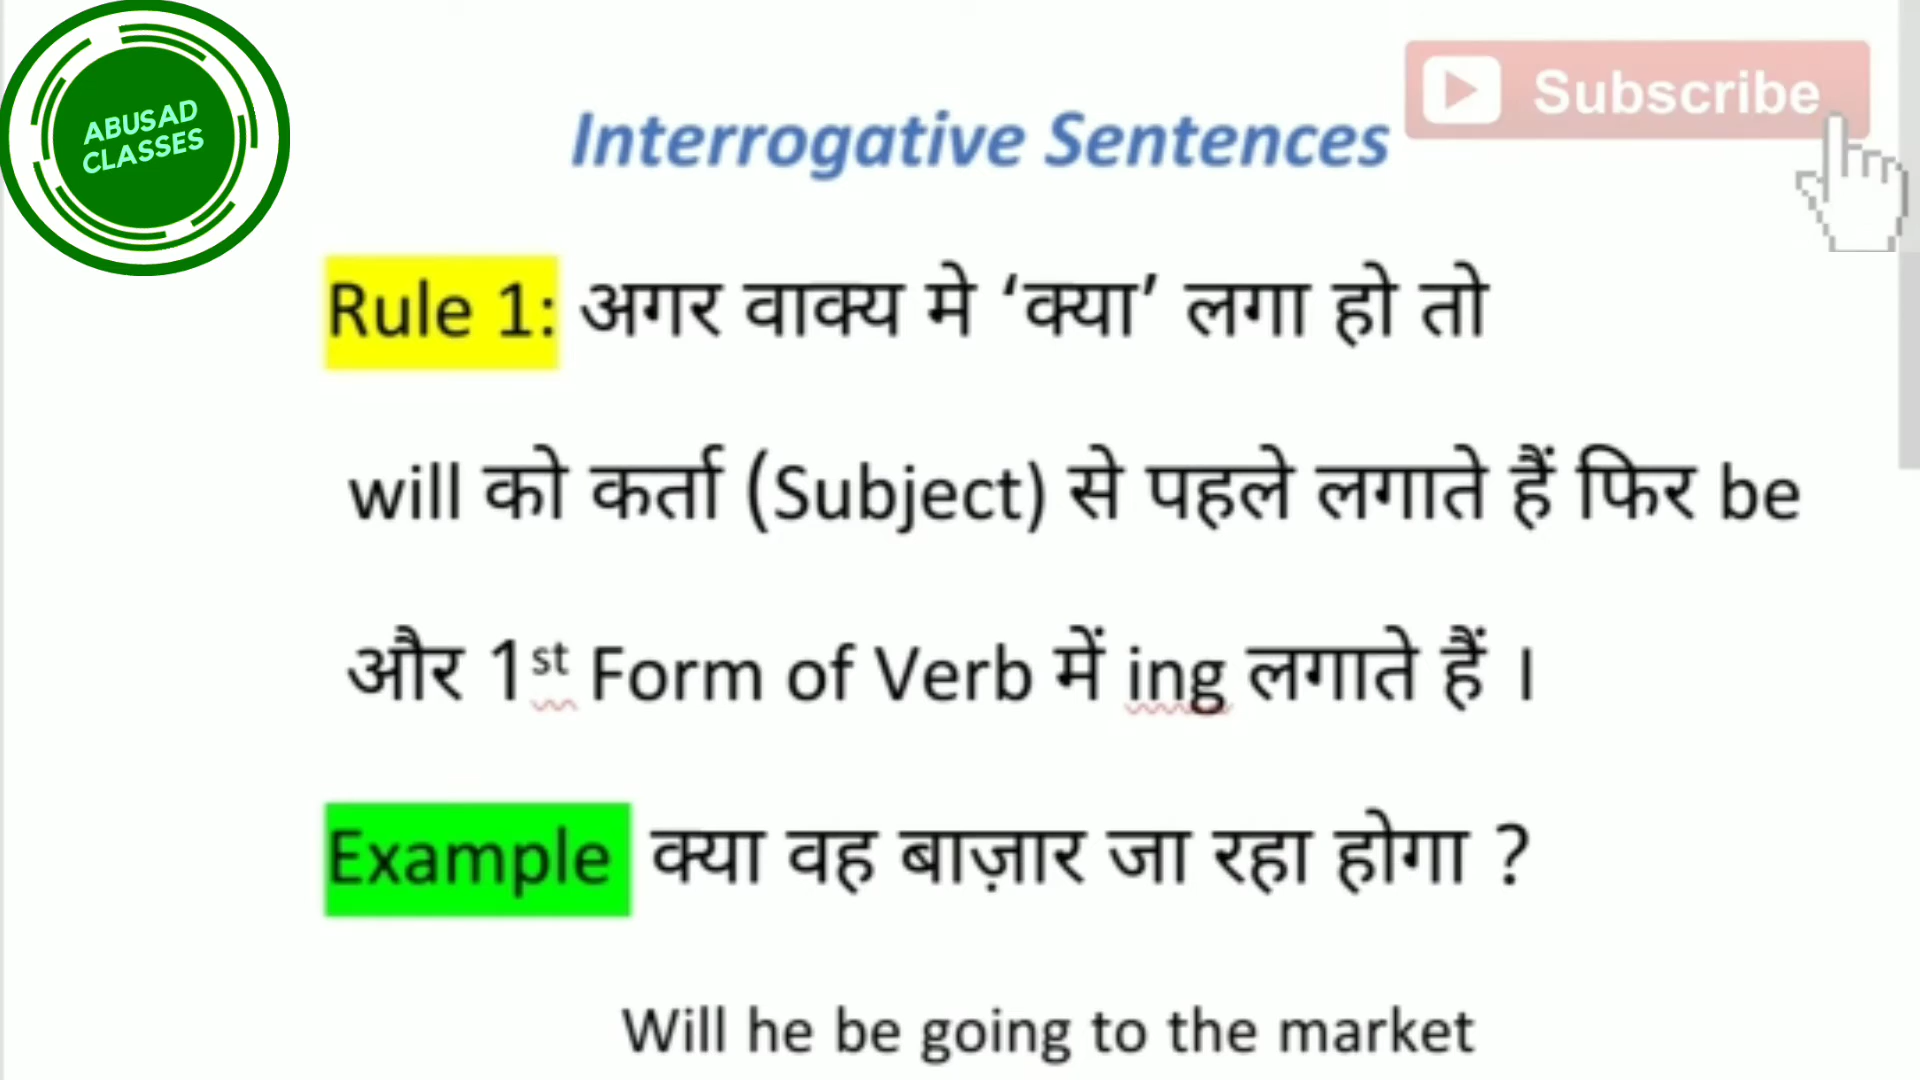 ABUSAD
CLASSES
Subscribe
Interrogative Sentences
Rule 1: अगर वाक्य मे ‘क्या’ लगा हो तो
will को कर्ता (Subject) से पहले लगाते हैं फिर be
और 1st Form of Verb में ing लगाते हैं ।
Example क्या वह बाज़ार जा रहा होगा ?
Will he be going to the market